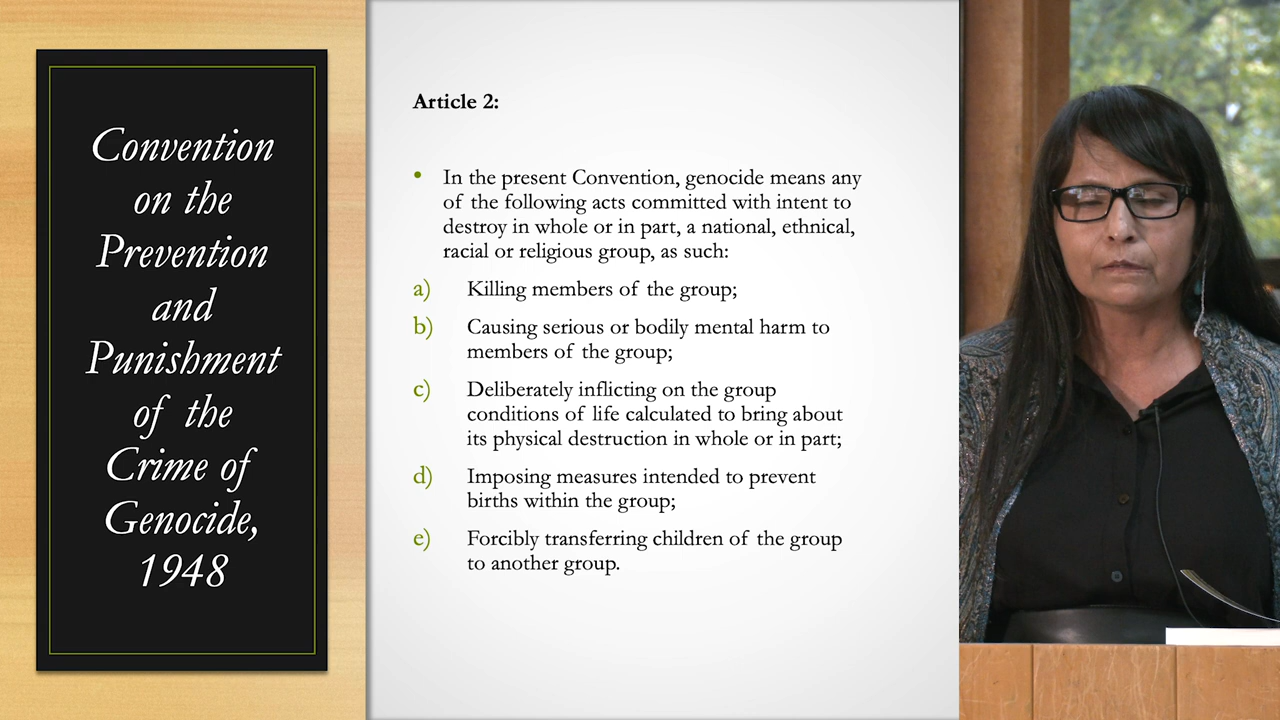 Convention
on the
Prevention
and
Punishment
of the
Crime of
Genocide,
1948
Article 2:
• In the present Convention, genocide means any
of the following acts committed with intent to
destroy in whole or in part, a national, ethnical,
racial or religious group, as such:
a) Killing members of the group;
b) Causing serious or bodily mental harm to
members of the group;
c) Deliberately inflicting on the group
conditions of life calculated to bring about
its physical destruction in whole or in part;
d) Imposing measures intended to prevent
births within the group;
e) Forcibly transferring children of the group
to another group.